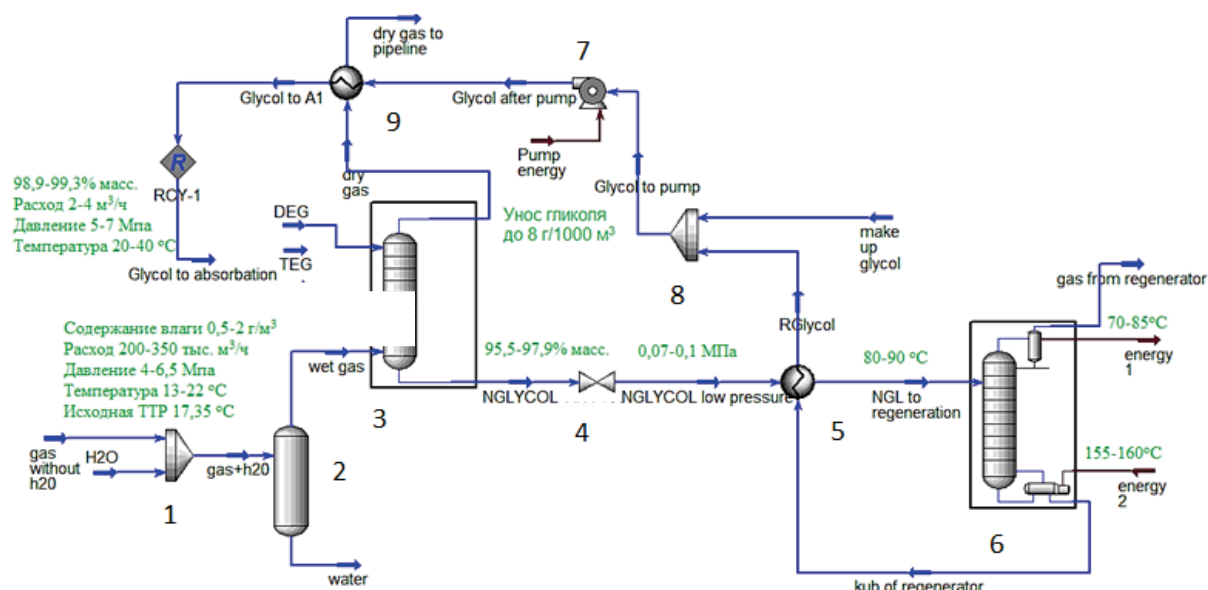 dry gas to
pipeline
7
Glycol to A1
Glycol after pump
9
Pump
energy
98,9-99,3% масс.
Расход 2-4 м³/ч
Давление 5-7 Мпа
Температура 20-40 °C
R
RCY-1
Glycol to absorbation
dry
gas
DEG
TEG
Унос гликоля
до 8 г/1000 м³
Glycol to pump
make
up
glycol
8
gas from regenerator
RGlycol
70-85°C
energy
1
Содержание влаги 0,5-2 г/м³
Расход 200-350 тыс. м³/ч
Давление 4-6,5 Мпа
Температура 13-22 °C
Исходная ТТР 17,35 °C
wet gas
95,5-97,9% масс.
0,07-0,1 МПа
80-90 °C
NGLYCOL
NGLYCOL low pressure
NGL to
regeneration
3
4
5
155-160°C
energy
2
gas
without
h20
H2O
gas+h20
1
2
6
water
kub of regenerator